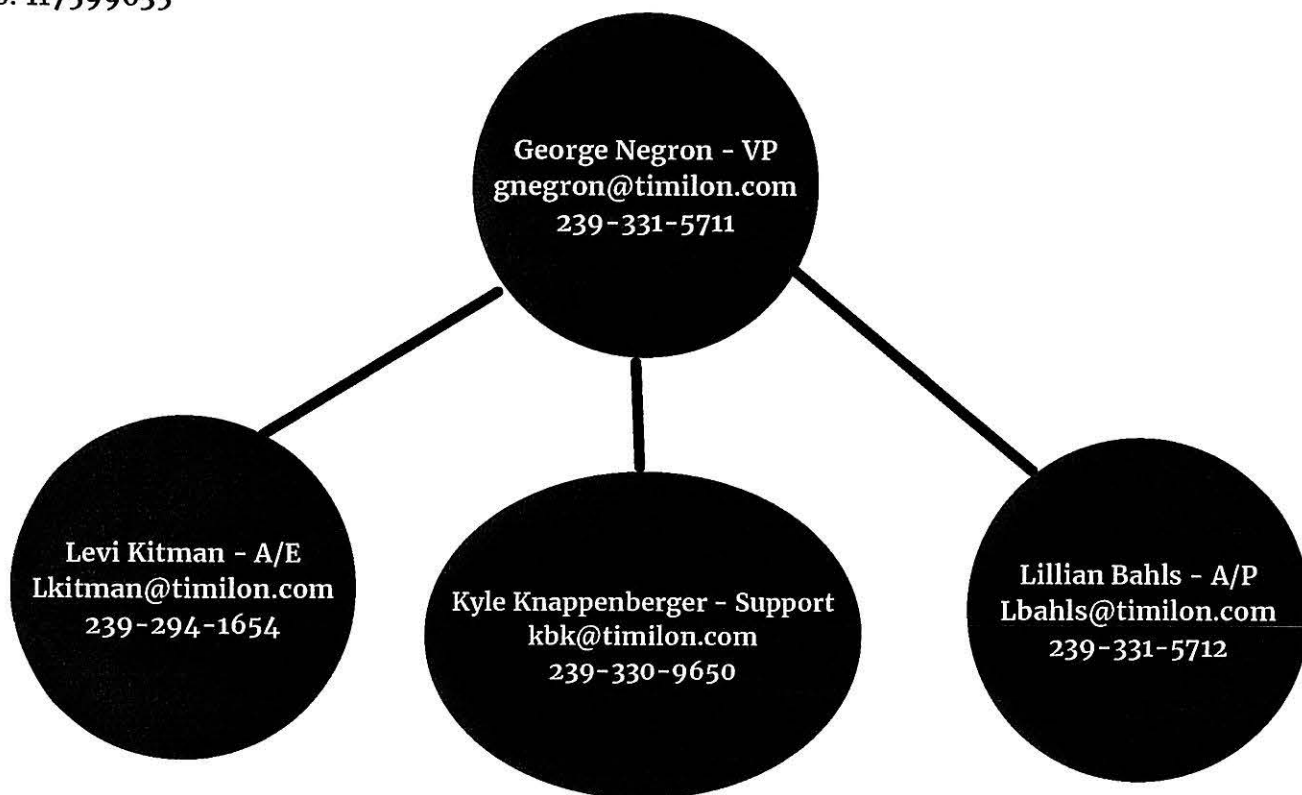 George Negron - VP
gnegron@timilon.com
239-331-5711
Levi Kitman - A/E
Lkitman@timilon.com
239-294-1654
Kyle Knappenberger - Support
kbk@timilon.com
239-330-9650
Lillian Bahls - A/P
Lbahls@timilon.com
239-331-5712